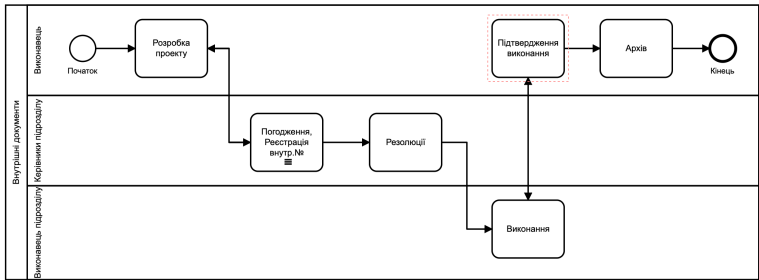 Внутрішні документи
Виконавець
Початок
Розробка
проекту
Підтвердження
виконання
Архів
Кінець
Керівники підрозділу
Погодження,
Реєстрація
внутр.№
Резолюції
Виконавець підрозділу
Виконання